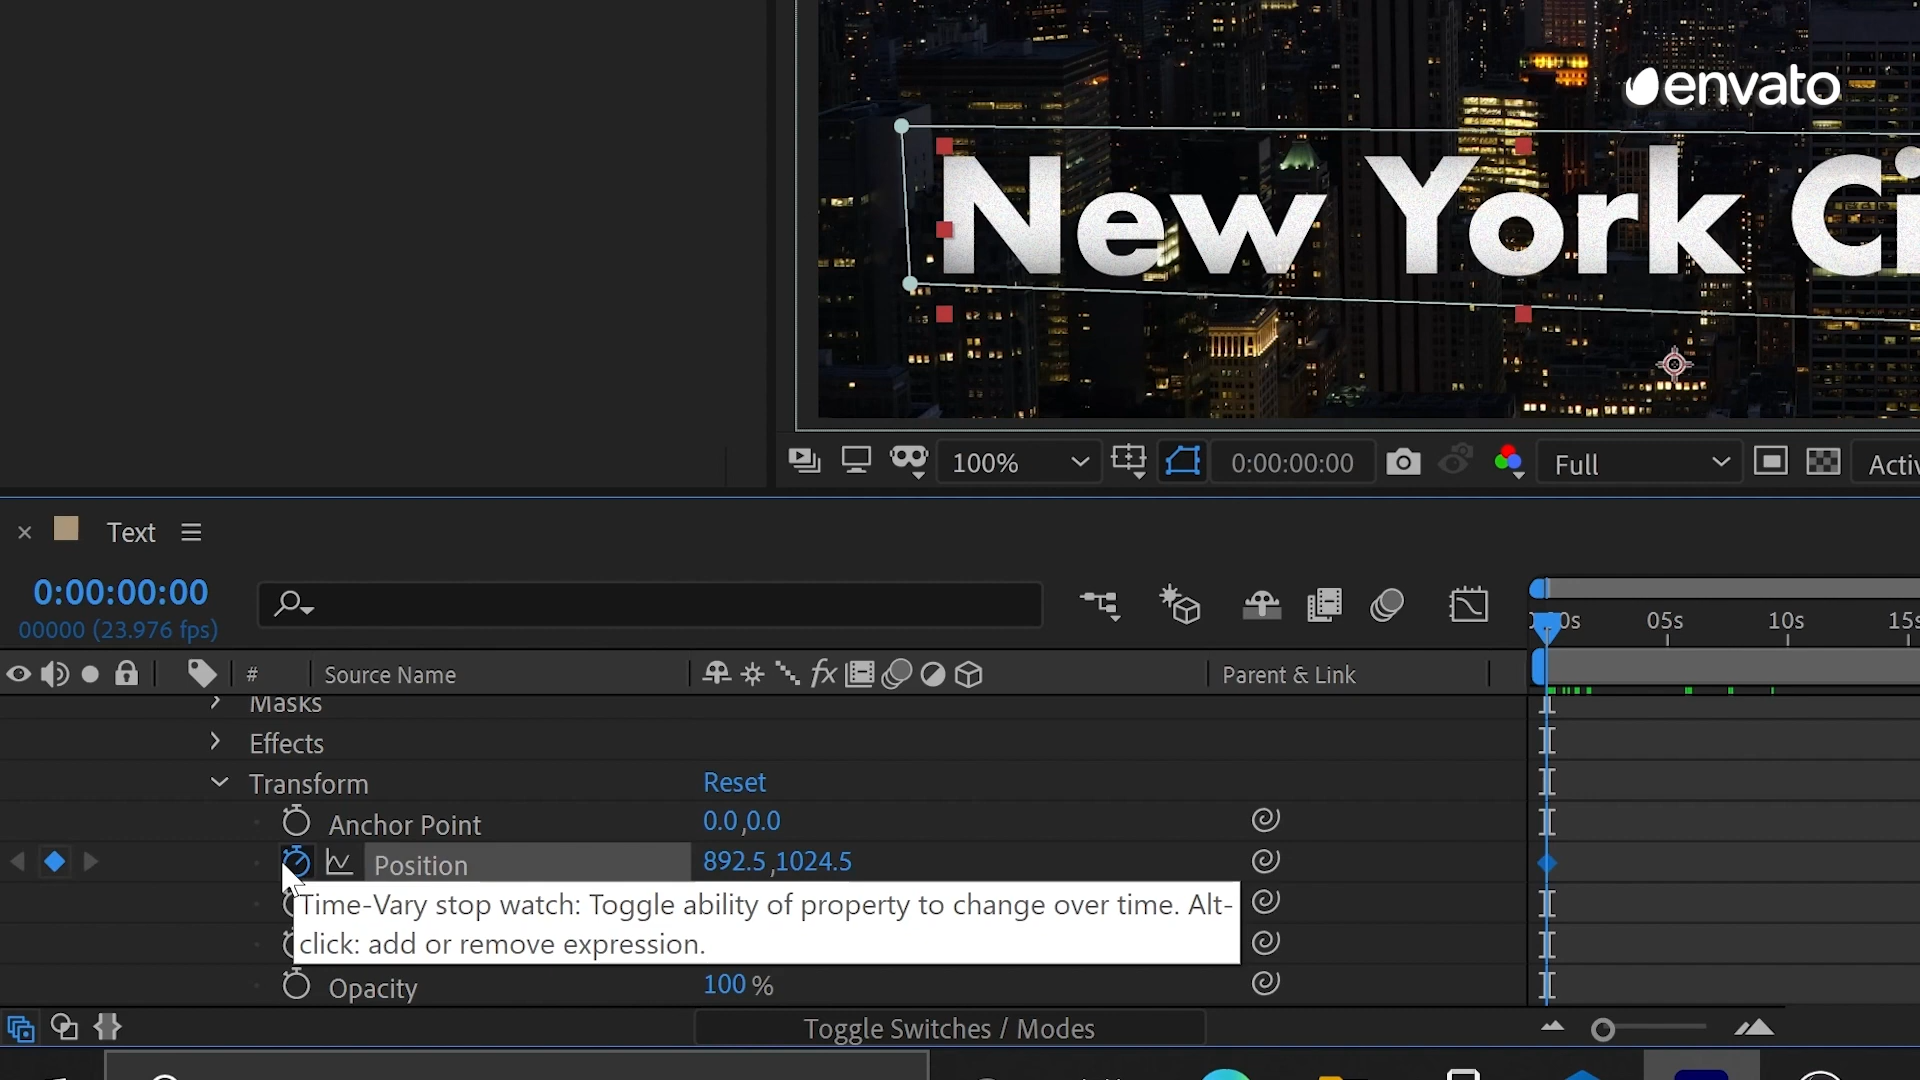 envato
New York Ci
100%
0:00:00:00
Full
Activ
Text
0:00:00:00
00000 (23.976 fps)
05s
10s
15s
#
Source Name
fx
Parent & Link
Masks
Effects
Transform
Reset
Anchor Point
0.0,0.0
Position
892.5,1024.5
Time-Vary stop watch: Toggle ability of property to change over time. Alt-
click: add or remove expression.
Opacity
100 %
Toggle Switches / Modes